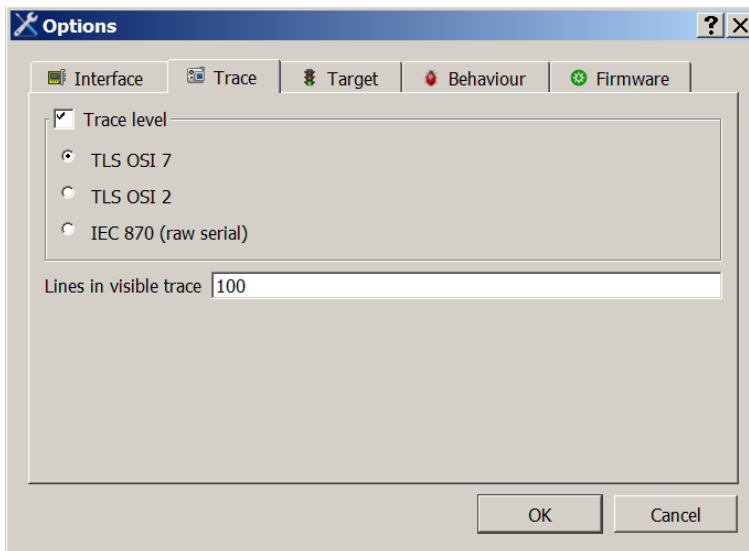 Options
Interface Trace Target Behaviour Firmware
Trace level
TLS OSI 7
TLS OSI 2
IEC 870 (raw serial)
Lines in visible trace 100
OK Cancel